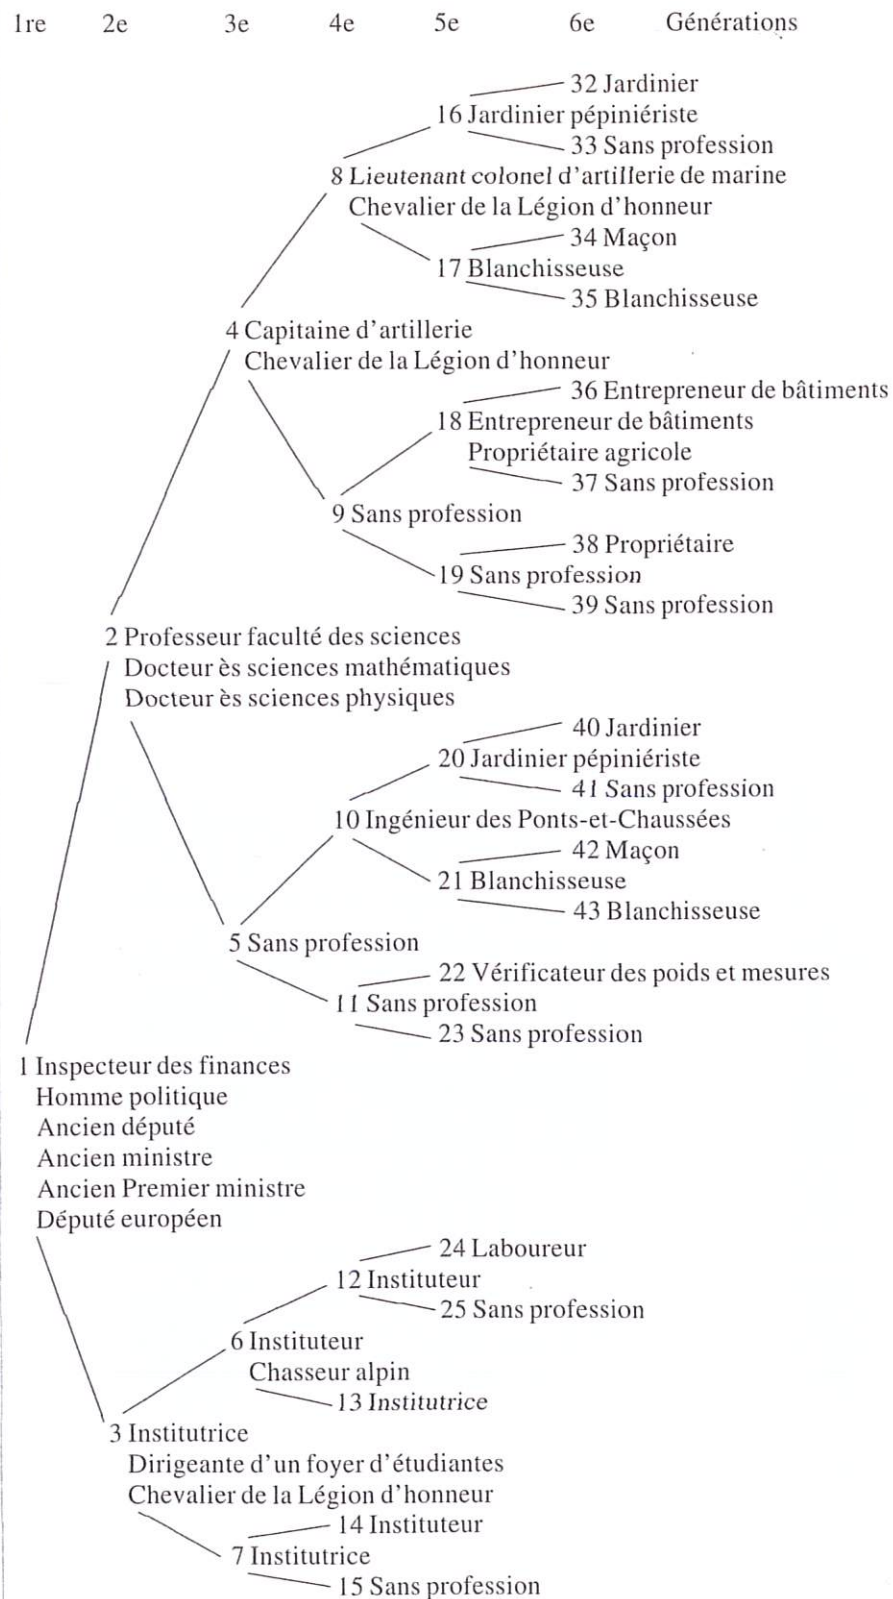 1re 2e 3e 4e 5e 6e Générations
32 Jardinier
16 Jardinier pépiniériste
33 Sans profession
8 Lieutenant colonel d'artillerie de marine
Chevalier de la Légion d'honneur
34 Maçon
17 Blanchisseuse
35 Blanchisseuse
4 Capitaine d'artillerie
Chevalier de la Légion d'honneur
36 Entrepreneur de bâtiments
18 Entrepreneur de bâtiments
Propriétaire agricole
37 Sans profession
9 Sans profession
38 Propriétaire
19 Sans profession
39 Sans profession
2 Professeur faculté des sciences
Docteur ès sciences mathématiques
Docteur ès sciences physiques
40 Jardinier
20 Jardinier pépiniériste
41 Sans profession
10 Ingénieur des Ponts-et-Chaussées
42 Maçon
21 Blanchisseuse
43 Blanchisseuse
5 Sans profession
22 Vérificateur des poids et mesures
11 Sans profession
23 Sans profession
1 Inspecteur des finances
Homme politique
Ancien député
Ancien ministre
Ancien Premier ministre
Député européen
24 Laboureur
12 Instituteur
25 Sans profession
6 Instituteur
Chasseur alpin
13 Institutrice
3 Institutrice
Dirigeante d'un foyer d'étudiantes
Chevalier de la Légion d'honneur
14 Instituteur
7 Institutrice
15 Sans profession